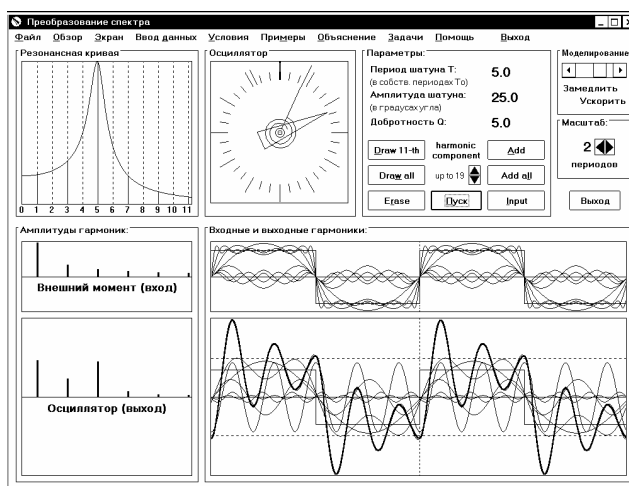 Преобразование спектра
Файл Обзор Экран Ввод данных Условия Примеры Объяснение Задачи Помощь Выход
Резонансная кривая
0 1 2 3 4 5 6 7 8 9 10 11
Осциллятор
Параметры:
Период шатуна T: 5.0
(в собств. периодах To)
Амплитуда шатуна: 25.0
(в градусах угла)
Добротность Q: 5.0
Draw 11-th harmonic component Add
Draw all up to 19 Add all
Erase Пуск Input
Моделирование
Замедлить
Ускорить
Масштаб:
2
периодов
Выход
Амплитуды гармоник:
Внешний момент (вход)
Осциллятор (выход)
Входные и выходные гармоники: